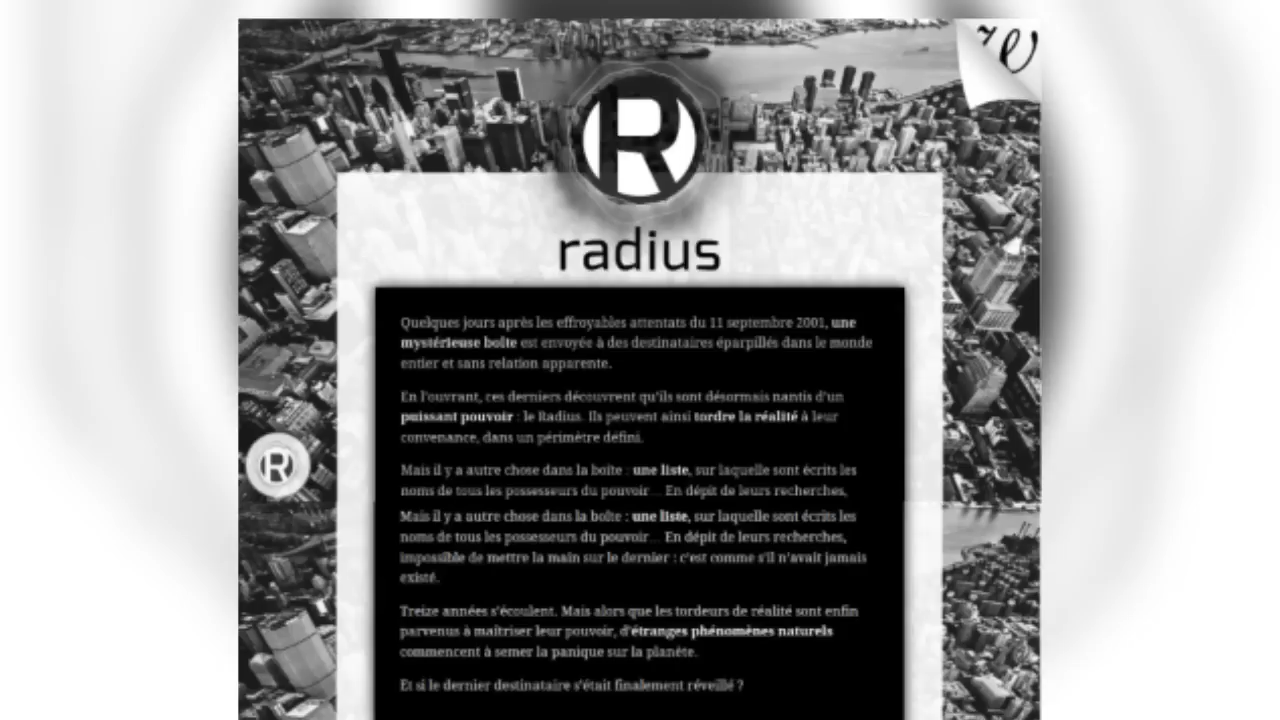 W
R
radius
Quelques jours après les effroyables attentats du 11 septembre 2001, une
mystérieuse boîte est envoyée à des destinataires éparpillés dans le monde
entier et sans relation apparente.
En l'ouvrant, ces derniers découvrent qu'ils sont désormais nantis d'un
puissant pouvoir : le Radius. Ils peuvent ainsi tordre la réalité à leur
convenance, dans un périmètre défini.
Mais il y a autre chose dans la boîte : une liste, sur laquelle sont écrits les
noms de tous les possesseurs du pouvoir… En dépit de leurs recherches,
Mais il y a autre chose dans la boîte : une liste, sur laquelle sont écrits les
noms de tous les possesseurs du pouvoir… En dépit de leurs recherches,
impossible de mettre la main sur le dernier : c'est comme s'il n'avait jamais
existé.
Treize années s'écoulent. Mais alors que les tordeurs de réalité sont enfin
parvenus à maîtriser leur pouvoir, d'étranges phénomènes naturels
commencent à semer la panique sur la planète.
Et si le dernier destinataire s'était finalement réveillé ?
R